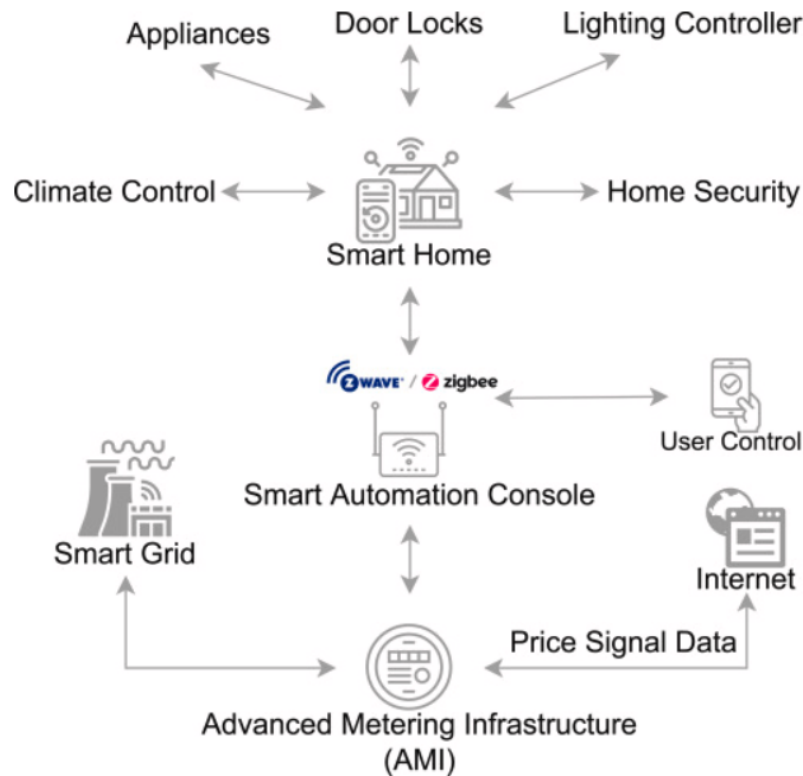 Appliances
Door Locks
Lighting Controller
Climate Control
Home Security
Smart Home
ZWAVE / zigbee
User Control
Smart Automation Console
Smart Grid
Internet
Price Signal Data
Advanced Metering Infrastructure
(AMI)